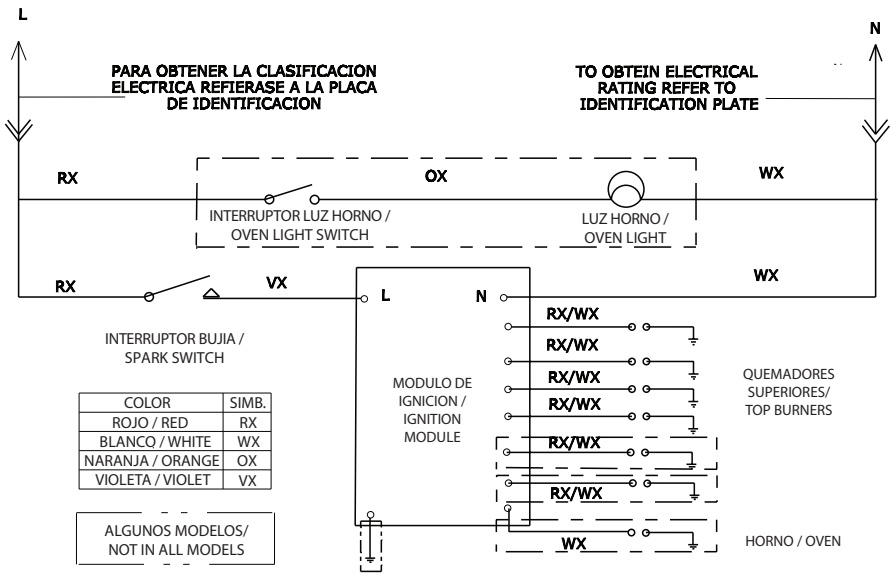 L
N
PARA OBTENER LA CLASIFICACION
ELECTRICA REFIERASE A LA PLACA
DE IDENTIFICACION
TO OBTEIN ELECTRICAL
RATING REFER TO
IDENTIFICATION PLATE
RX
OX
WX
INTERRUPTOR LUZ HORNO /
OVEN LIGHT SWITCH
LUZ HORNO /
OVEN LIGHT
RX
VX
L
N
WX
INTERRUPTOR BUJIA /
SPARK SWITCH
RX/WX
RX/WX
RX/WX
RX/WX
RX/WX
RX/WX
WX
MODULO DE
IGNICION /
IGNITION
MODULE
QUEMADORES
SUPERIORES/
TOP BURNERS
HORNO / OVEN
COLOR SIMB.
ROJO / RED RX
BLANCO / WHITE WX
NARANJA / ORANGE OX
VIOLETA / VIOLET VX
ALGUNOS MODELOS/
NOT IN ALL MODELS